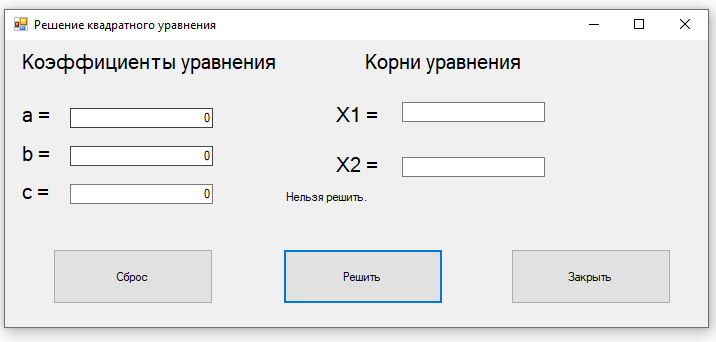 Решение квадратного уравнения
Коэффициенты уравнения
Корни уравнения
a =
0
X1 =
b =
0
X2 =
c =
0
Нельзя решить.
Сброс
Решить
Закрыть